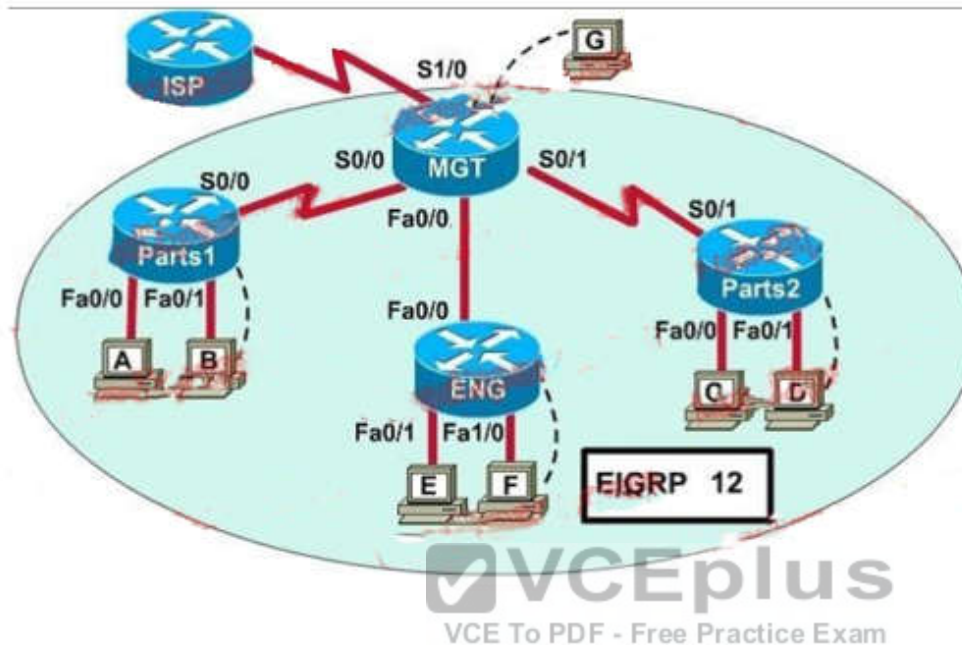 G
S1/0
ISP
S0/0
MGT
S0/1
S0/0
Fa0/0
S0/1
Parts1
Parts2
Fa0/0 Fa0/1
Fa0/0
Fa0/0 Fa0/1
A B
ENG
C D
Fa0/1 Fa1/0
E F
EIGRP 12
VCEplus
VCE To PDF - Free Practice Exam